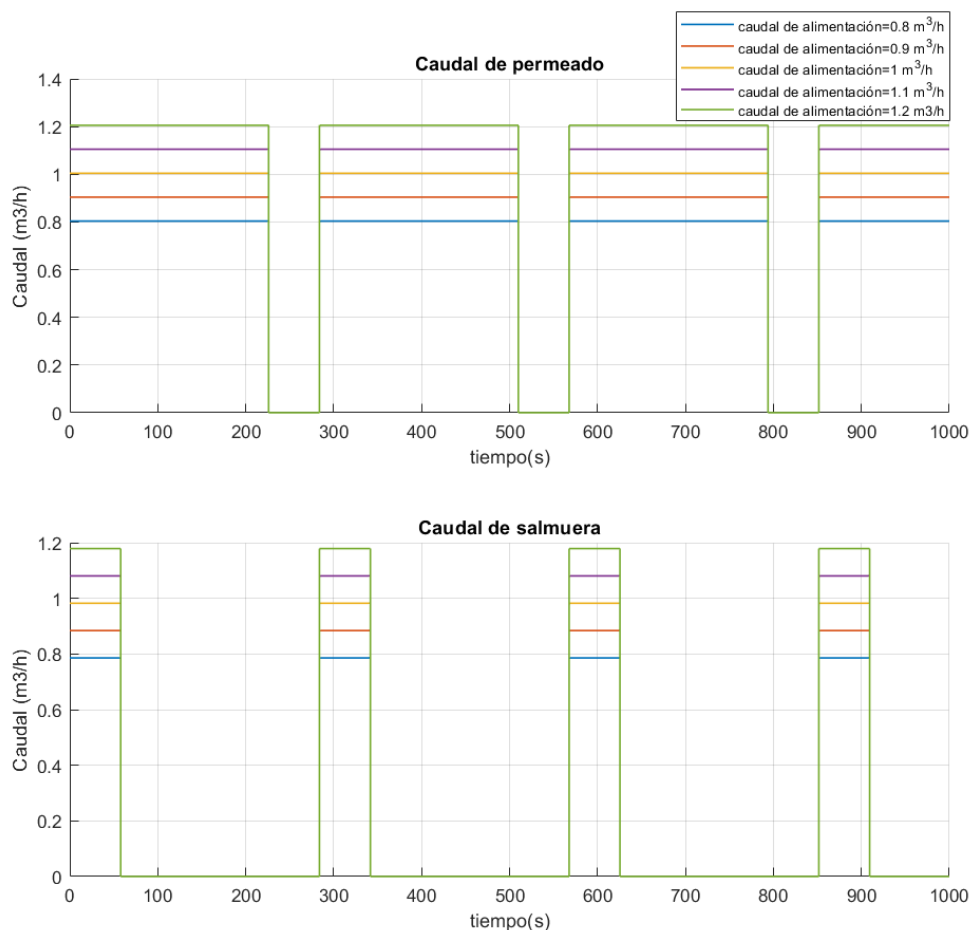 caudal de alimentación=0.8 m³/h
caudal de alimentación=0.9 m³/h
caudal de alimentación=1 m³/h
caudal de alimentación=1.1 m³/h
caudal de alimentación=1.2 m3/h
Caudal de permeado
1.4
1.2
1
0.8
0.6
0.4
0.2
0
Caudal (m3/h)
0 100 200 300 400 500 600 700 800 900 1000
tiempo(s)
Caudal de salmuera
1.2
1
0.8
0.6
0.4
0.2
0
Caudal (m3/h)
0 100 200 300 400 500 600 700 800 900 1000
tiempo(s)